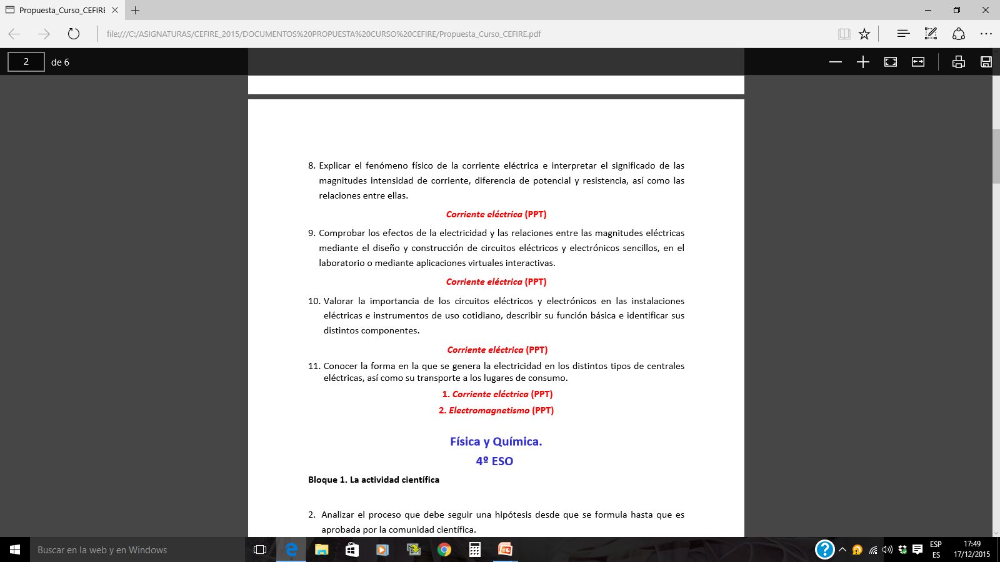 Propuesta_Curso_CEFIRE
file:///C:/ASIGNATURAS/CEFIRE_2015/DOCUMENTOS%20PROPUESTA%20CURSO%20CEFIRE/Propuesta_Curso_CEFIRE.pdf
2 de 6
8. Explicar el fenómeno físico de la corriente eléctrica e interpretar el significado de las
magnitudes intensidad de corriente, diferencia de potencial y resistencia, así como las
relaciones entre ellas.
Corriente eléctrica (PPT)
9. Comprobar los efectos de la electricidad y las relaciones entre las magnitudes eléctricas
mediante el diseño y construcción de circuitos eléctricos y electrónicos sencillos, en el
laboratorio o mediante aplicaciones virtuales interactivas.
Corriente eléctrica (PPT)
10. Valorar la importancia de los circuitos eléctricos y electrónicos en las instalaciones
eléctricas e instrumentos de uso cotidiano, describir su función básica e identificar sus
distintos componentes.
Corriente eléctrica (PPT)
11. Conocer la forma en la que se genera la electricidad en los distintos tipos de centrales
eléctricas, así como su transporte a los lugares de consumo.
1. Corriente eléctrica (PPT)
2. Electromagnetismo (PPT)
Física y Química.
4º ESO
Bloque 1. La actividad científica
2. Analizar el proceso que debe seguir una hipótesis desde que se formula hasta que es
aprobada por la comunidad científica.
Buscar en la web y en Windows
ESP
ES
17:49
17/12/2015